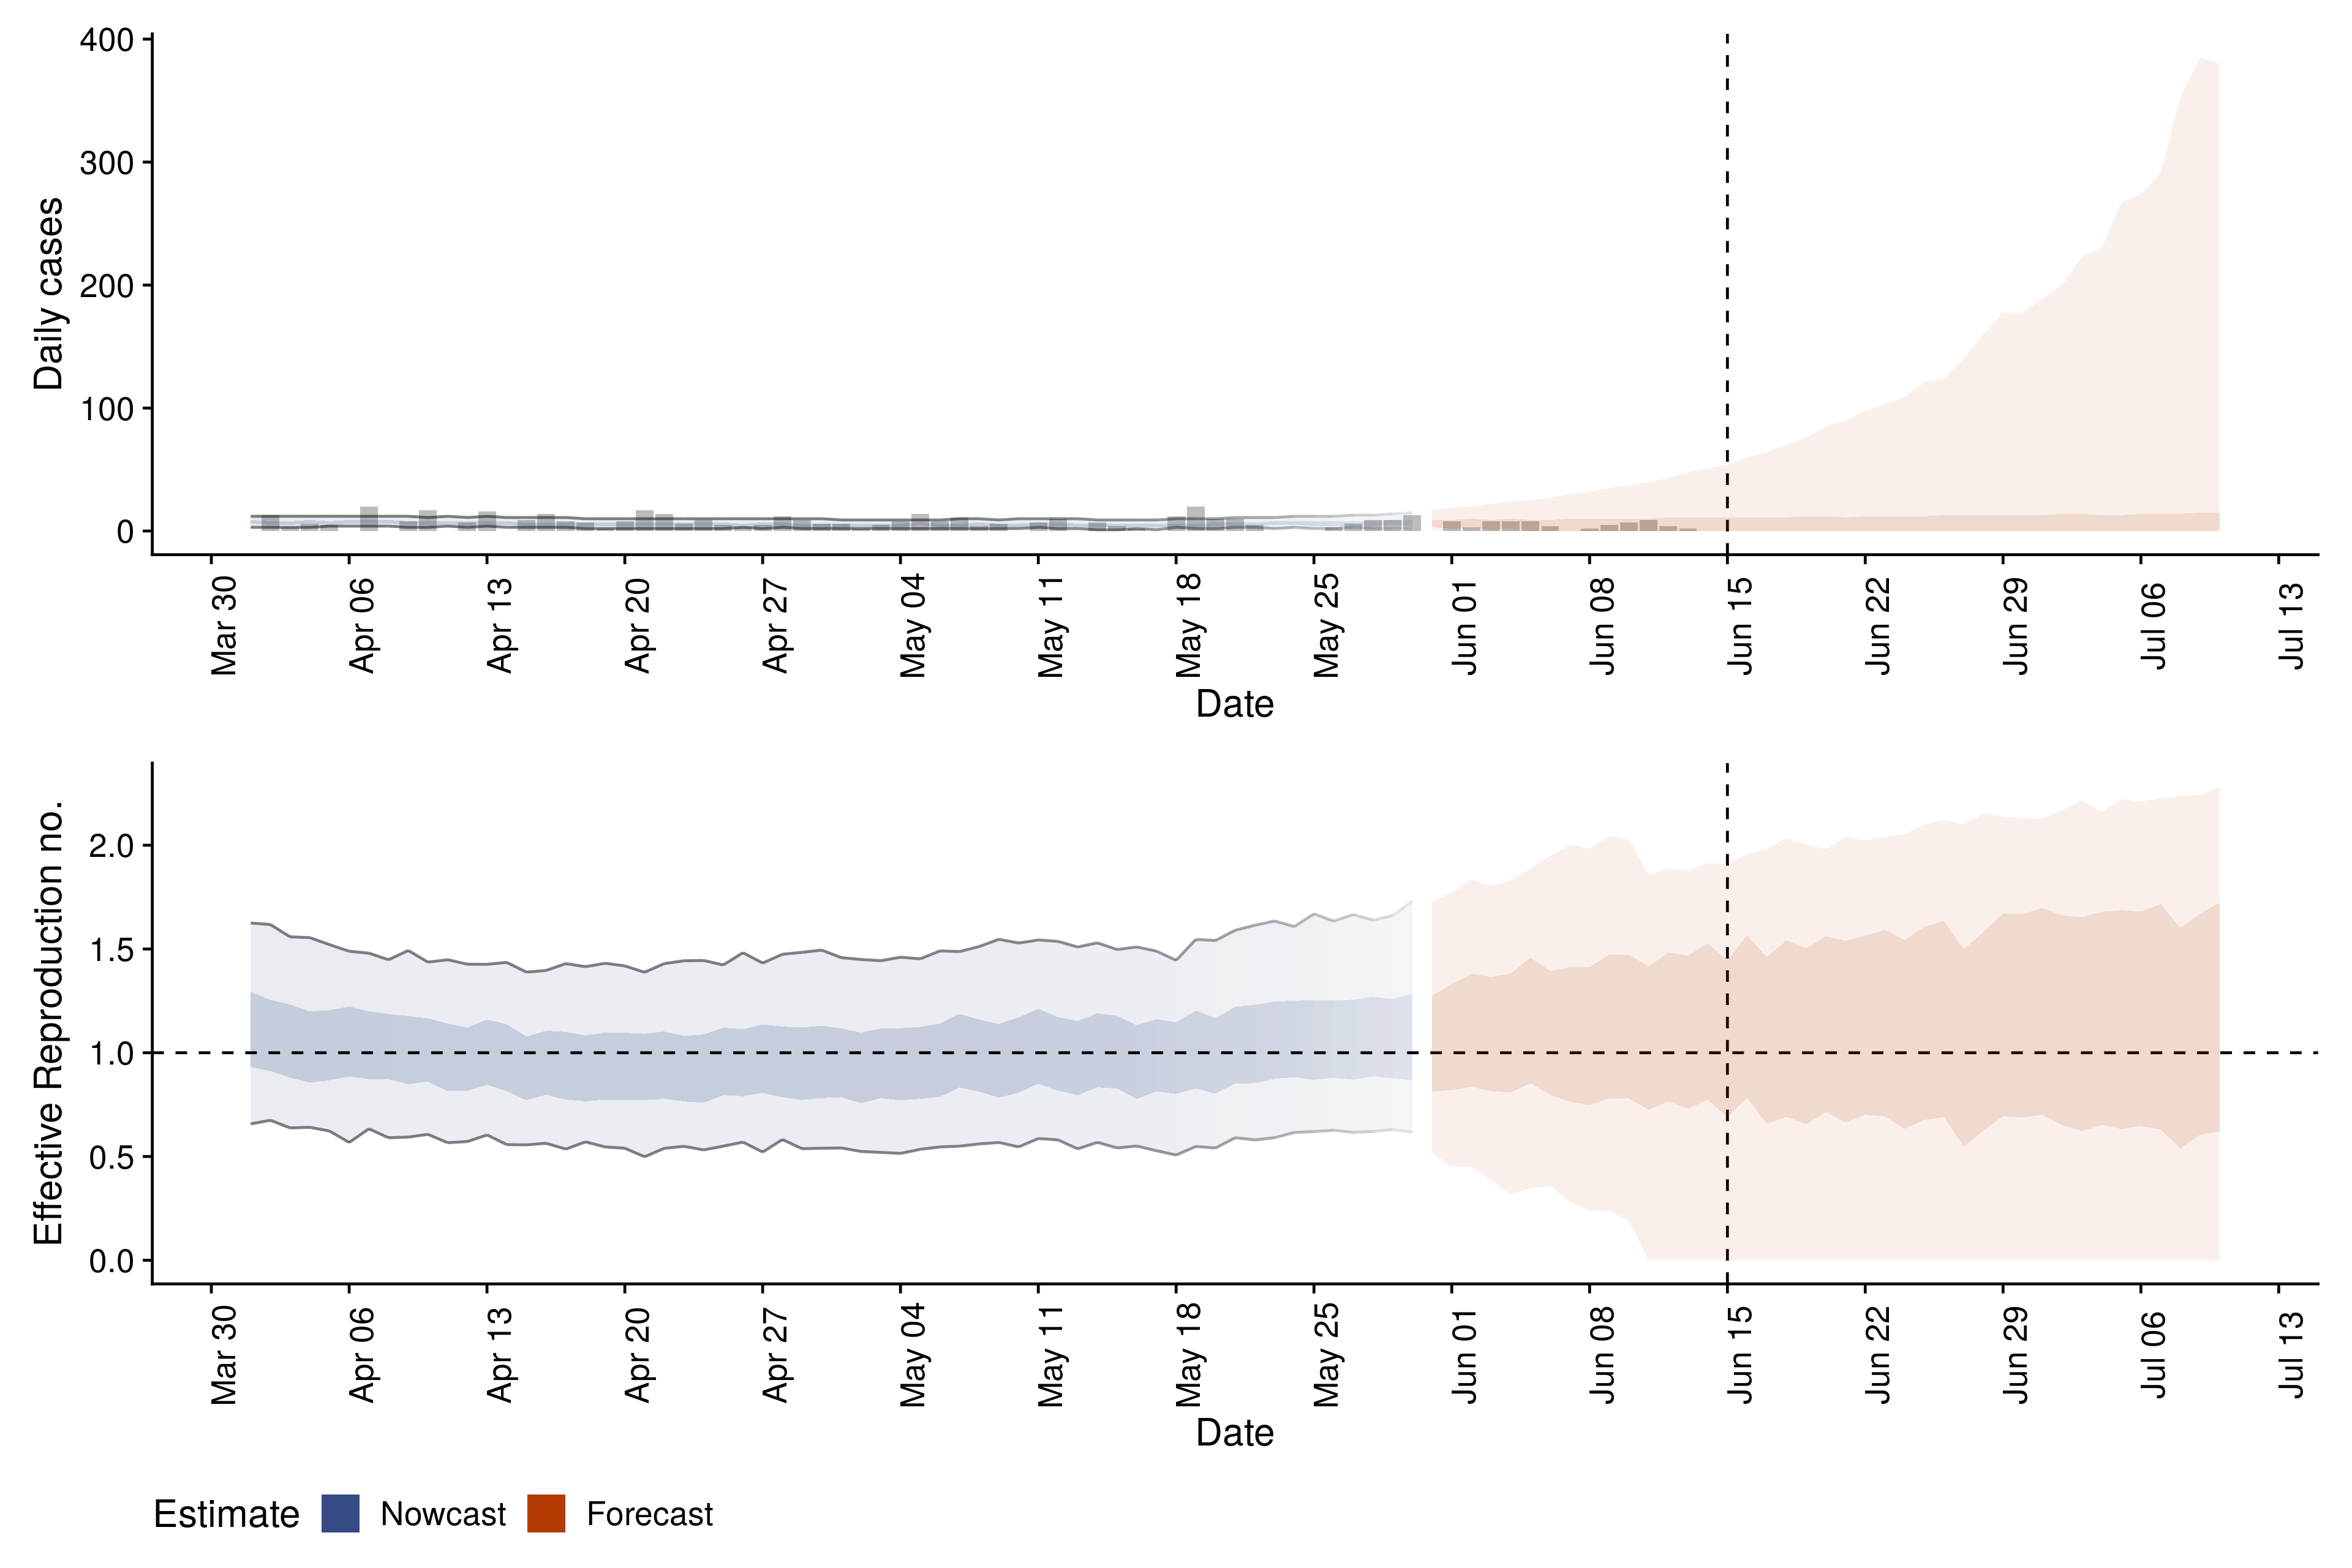 400
300
200
100
0
Daily cases
Mar 30 Apr 06 Apr 13 Apr 20 Apr 27 May 04 May 11 May 18 May 25 Jun 01 Jun 08 Jun 15 Jun 22 Jun 29 Jul 06 Jul 13
Date
2.0
1.5
1.0
0.5
0.0
Effective Reproduction no.
Mar 30 Apr 06 Apr 13 Apr 20 Apr 27 May 04 May 11 May 18 May 25 Jun 01 Jun 08 Jun 15 Jun 22 Jun 29 Jul 06 Jul 13
Date
Estimate Nowcast Forecast